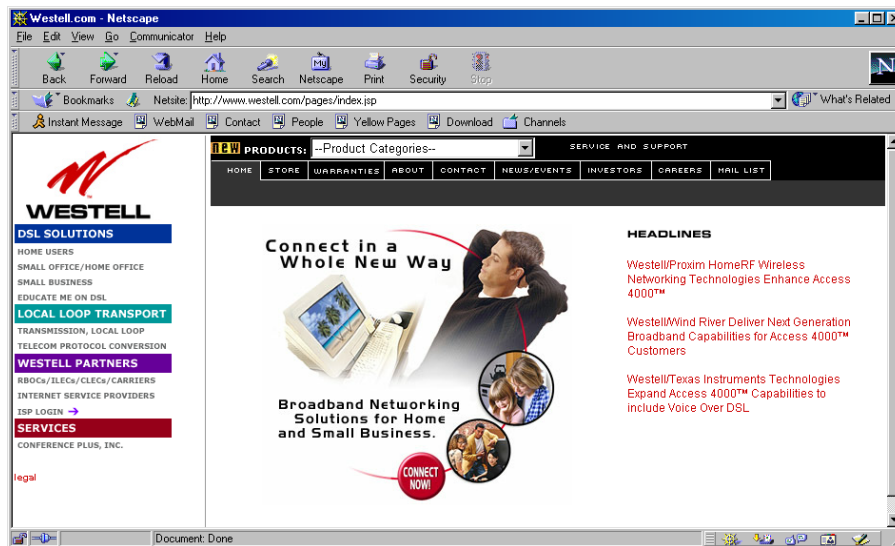 Westell.com - Netscape
File Edit View Go Communicator Help
Back Forward Reload Home Search Netscape Print Security Stop
My
N
Bookmarks Netsite: http://www.westell.com/pages/index.jsp What's Related
Instant Message WebMail Contact People Yellow Pages Download Channels
new PRODUCTS: --Product Categories-- SERVICE AND SUPPORT
HOME STORE WARRANTIES ABOUT CONTACT NEWS/EVENTS INVESTORS CAREERS MAIL LIST
WESTELL
DSL SOLUTIONS
HOME USERS
SMALL OFFICE/HOME OFFICE
SMALL BUSINESS
EDUCATE ME ON DSL
LOCAL LOOP TRANSPORT
TRANSMISSION, LOCAL LOOP
TELECOM PROTOCOL CONVERSION
WESTELL PARTNERS
RBOCs/ILECs/CLECs/CARRIERS
INTERNET SERVICE PROVIDERS
ISP LOGIN →
SERVICES
CONFERENCE PLUS, INC.
legal
Connect in a
Whole New Way
Broadband Networking
Solutions for Home
and Small Business.
CONNECT
NOW!
HEADLINES
Westell/Proxim HomeRF Wireless
Networking Technologies Enhance Access
4000™
Westell/Wind River Deliver Next Generation
Broadband Capabilities for Access 4000™
Customers
Westell/Texas Instruments Technologies
Expand Access 4000™ Capabilities to
include Voice Over DSL
Document: Done